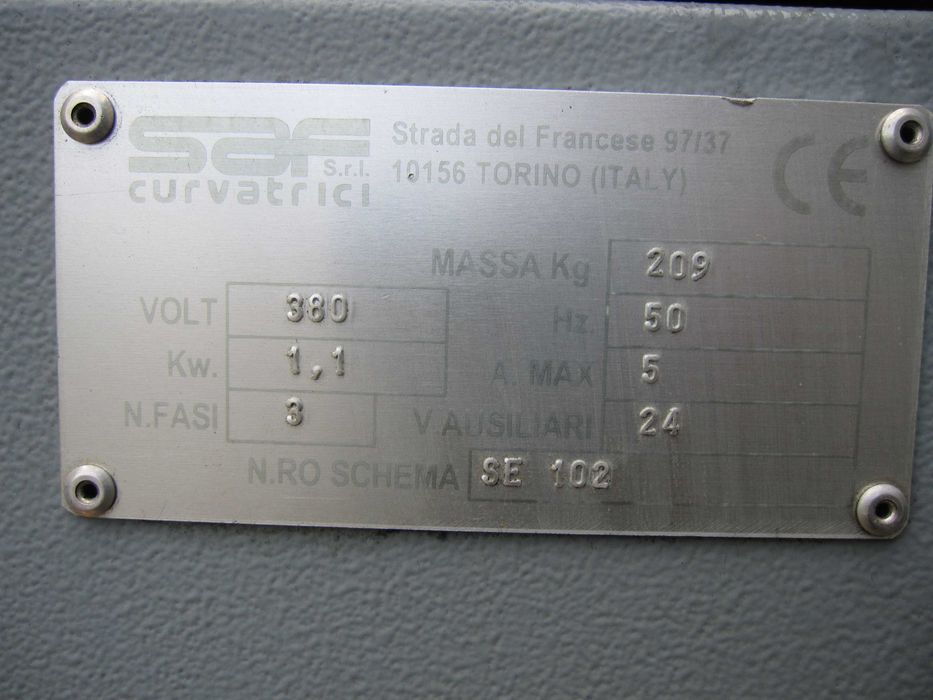 saf S.r.l.
curvatrici
Strada del Francese 97/37
10156 TORINO (ITALY)
CE
MASSA Kg 209
VOLT 380 Hz. 50
Kw. 1,1 A. MAX 5
N.FASI 3 V AUSILIARI 24
N.RO SCHEMA SE 102